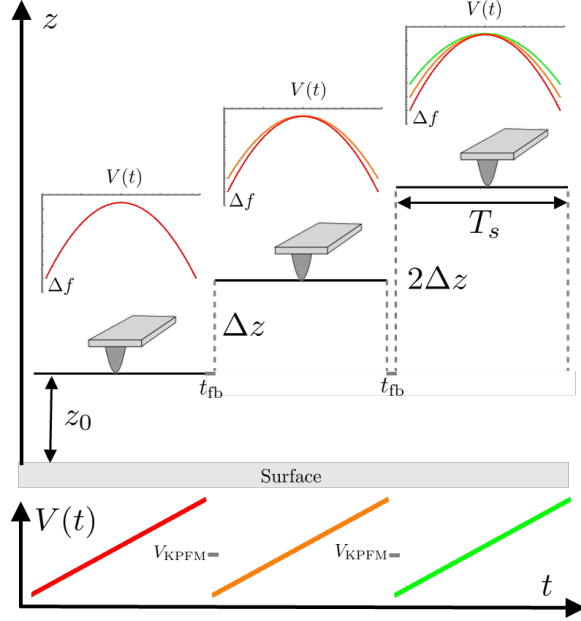 z
V(t)
Δf
V(t)
Δf
V(t)
Δf
T_s
2Δz
Δz
t_fb
t_fb
z_0
Surface
V(t)
V_KPFM
V_KPFM
t